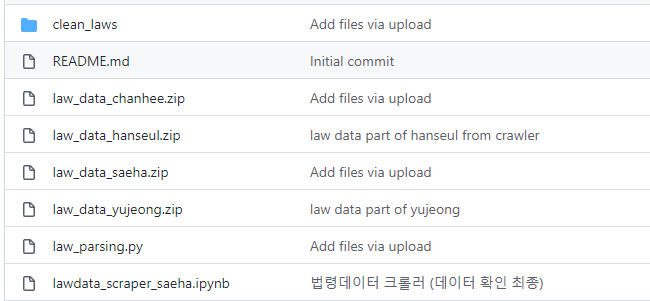 clean_laws Add files via upload
README.md Initial commit
law_data_chanhee.zip Add files via upload
law_data_hanseul.zip law data part of hanseul from crawler
law_data_saeha.zip Add files via upload
law_data_yujeong.zip law data part of yujeong
law_parsing.py Add files via upload
lawdata_scraper_saeha.ipynb 법령데이터 크롤러 (데이터 확인 최종)